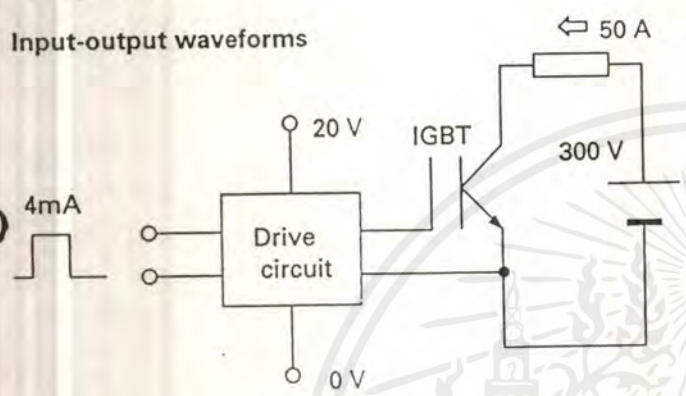 Input-output waveforms
50 A
20 V
IGBT
300 V
4mA
Drive
circuit
0 V